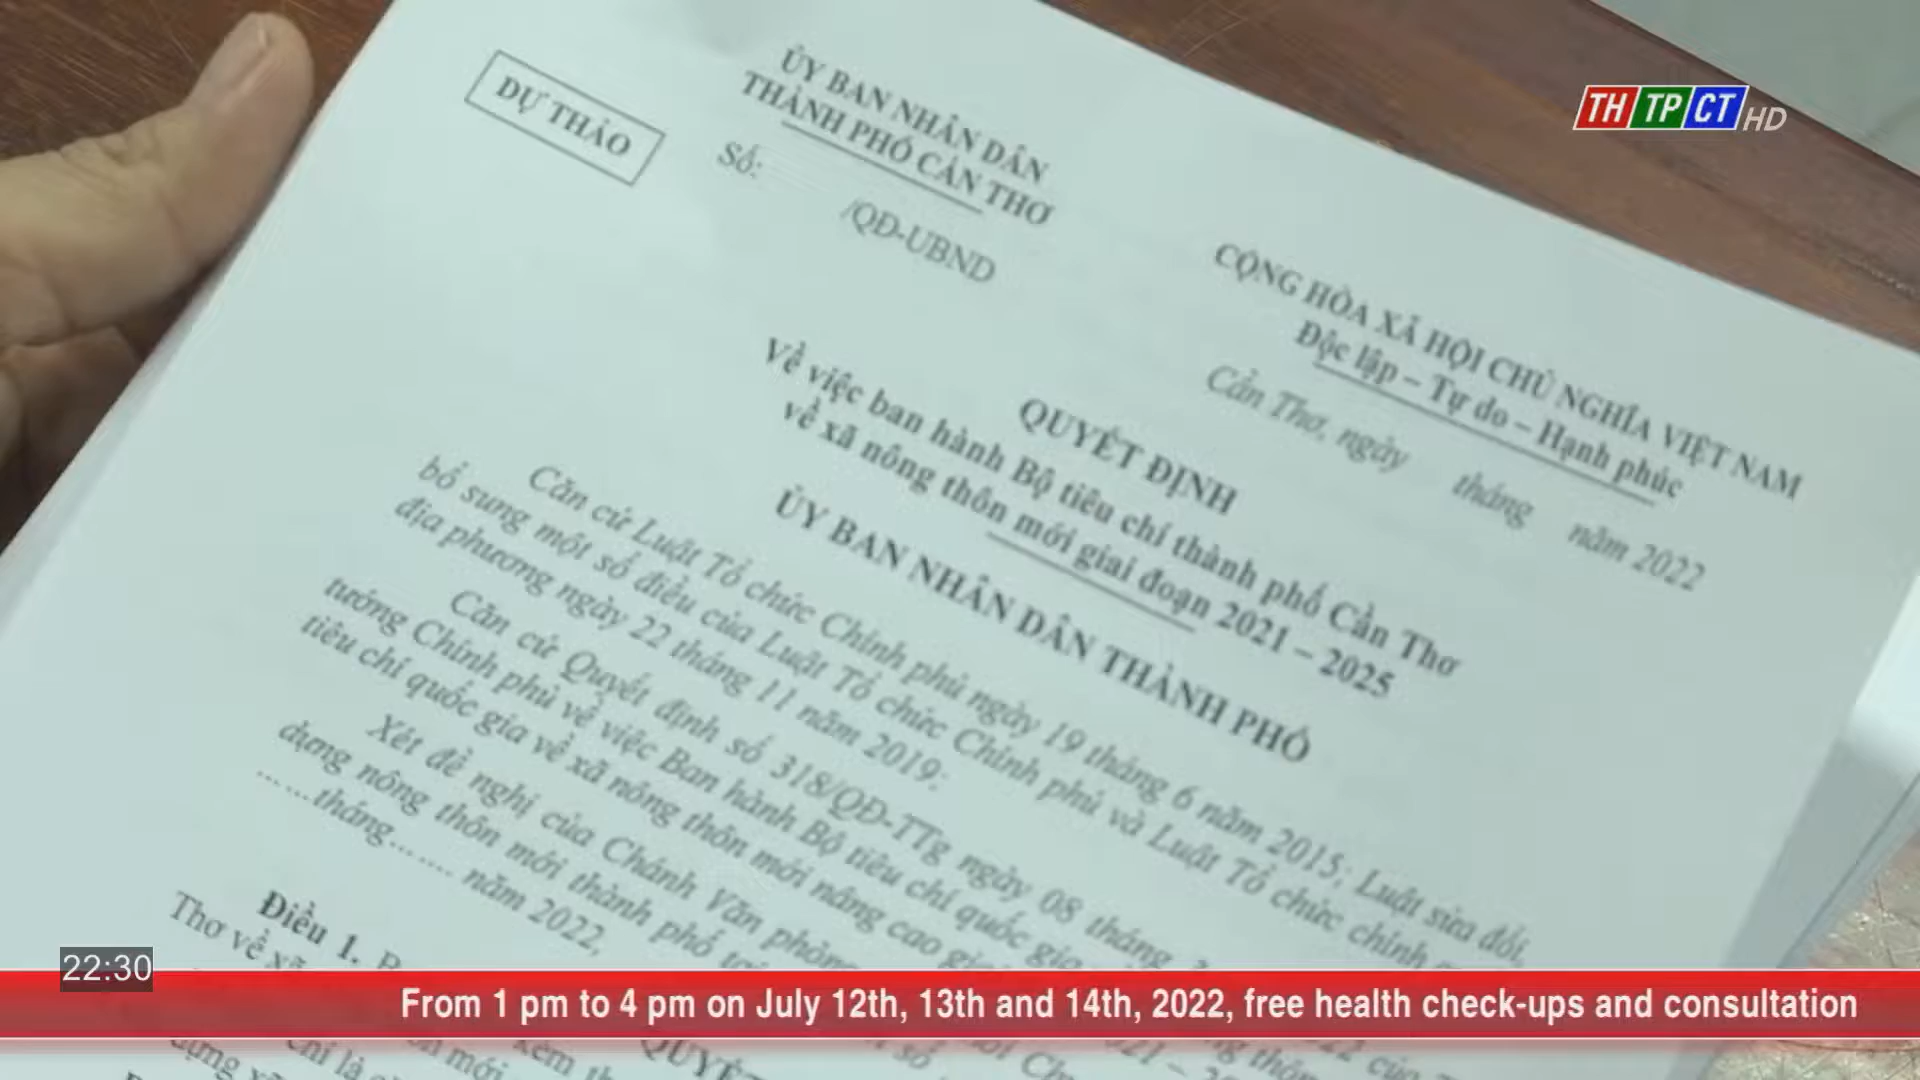 TH TP CT HD
DỰ THẢO
ỦY BAN NHÂN DÂN
THÀNH PHỐ CẦN THƠ
Số: /QĐ-UBND
CỘNG HÒA XÃ HỘI CHỦ NGHĨA VIỆT NAM
Độc lập – Tự do – Hạnh phúc
Cần Thơ, ngày tháng năm 2022
QUYẾT ĐỊNH
Về việc ban hành Bộ tiêu chí thành phố Cần Thơ
về xã nông thôn mới giai đoạn 2021 – 2025
ỦY BAN NHÂN DÂN THÀNH PHỐ
Căn cứ Luật Tổ chức Chính phủ ngày 19 tháng 6 năm 2015; Luật sửa đổi,
bổ sung một số điều của Luật Tổ chức Chính phủ và Luật Tổ chức chính
địa phương ngày 22 tháng 11 năm 2019;
Căn cứ Quyết định số 318/QĐ-TTg ngày 08 tháng
tướng Chính phủ về việc Ban hành Bộ tiêu chí quốc gia
tiêu chí quốc gia về xã nông thôn mới nâng cao
Xét đề nghị của Chánh Văn phòng
dựng nông thôn mới thành phố
......tháng......... năm 2022,
Điều 1.
Thơ về xã
22:30
From 1 pm to 4 pm on July 12th, 13th and 14th, 2022, free health check-ups and consultation